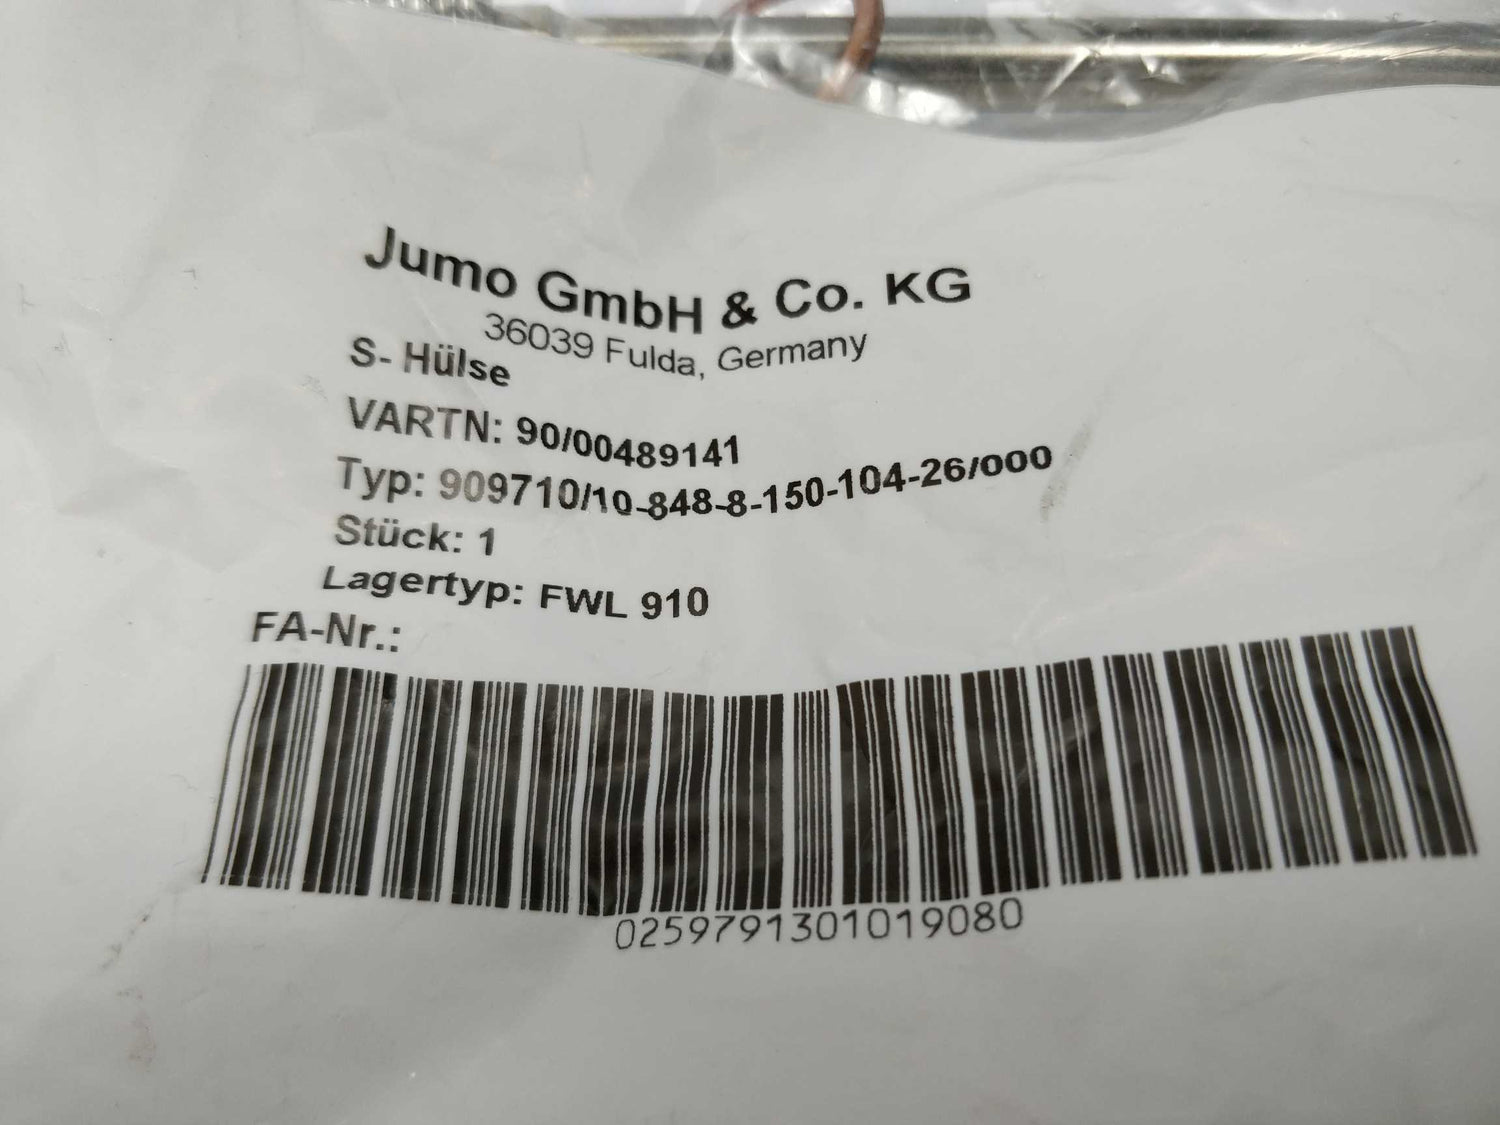 Jumo GmbH & Co. KG
36039 Fulda, Germany
S- Hülse
VARTN: 90/00489141
Typ: 909710/10-848-8-150-104-26/000
Stück: 1
Lagertyp: FWL 910
FA-Nr.:
0259791301019080